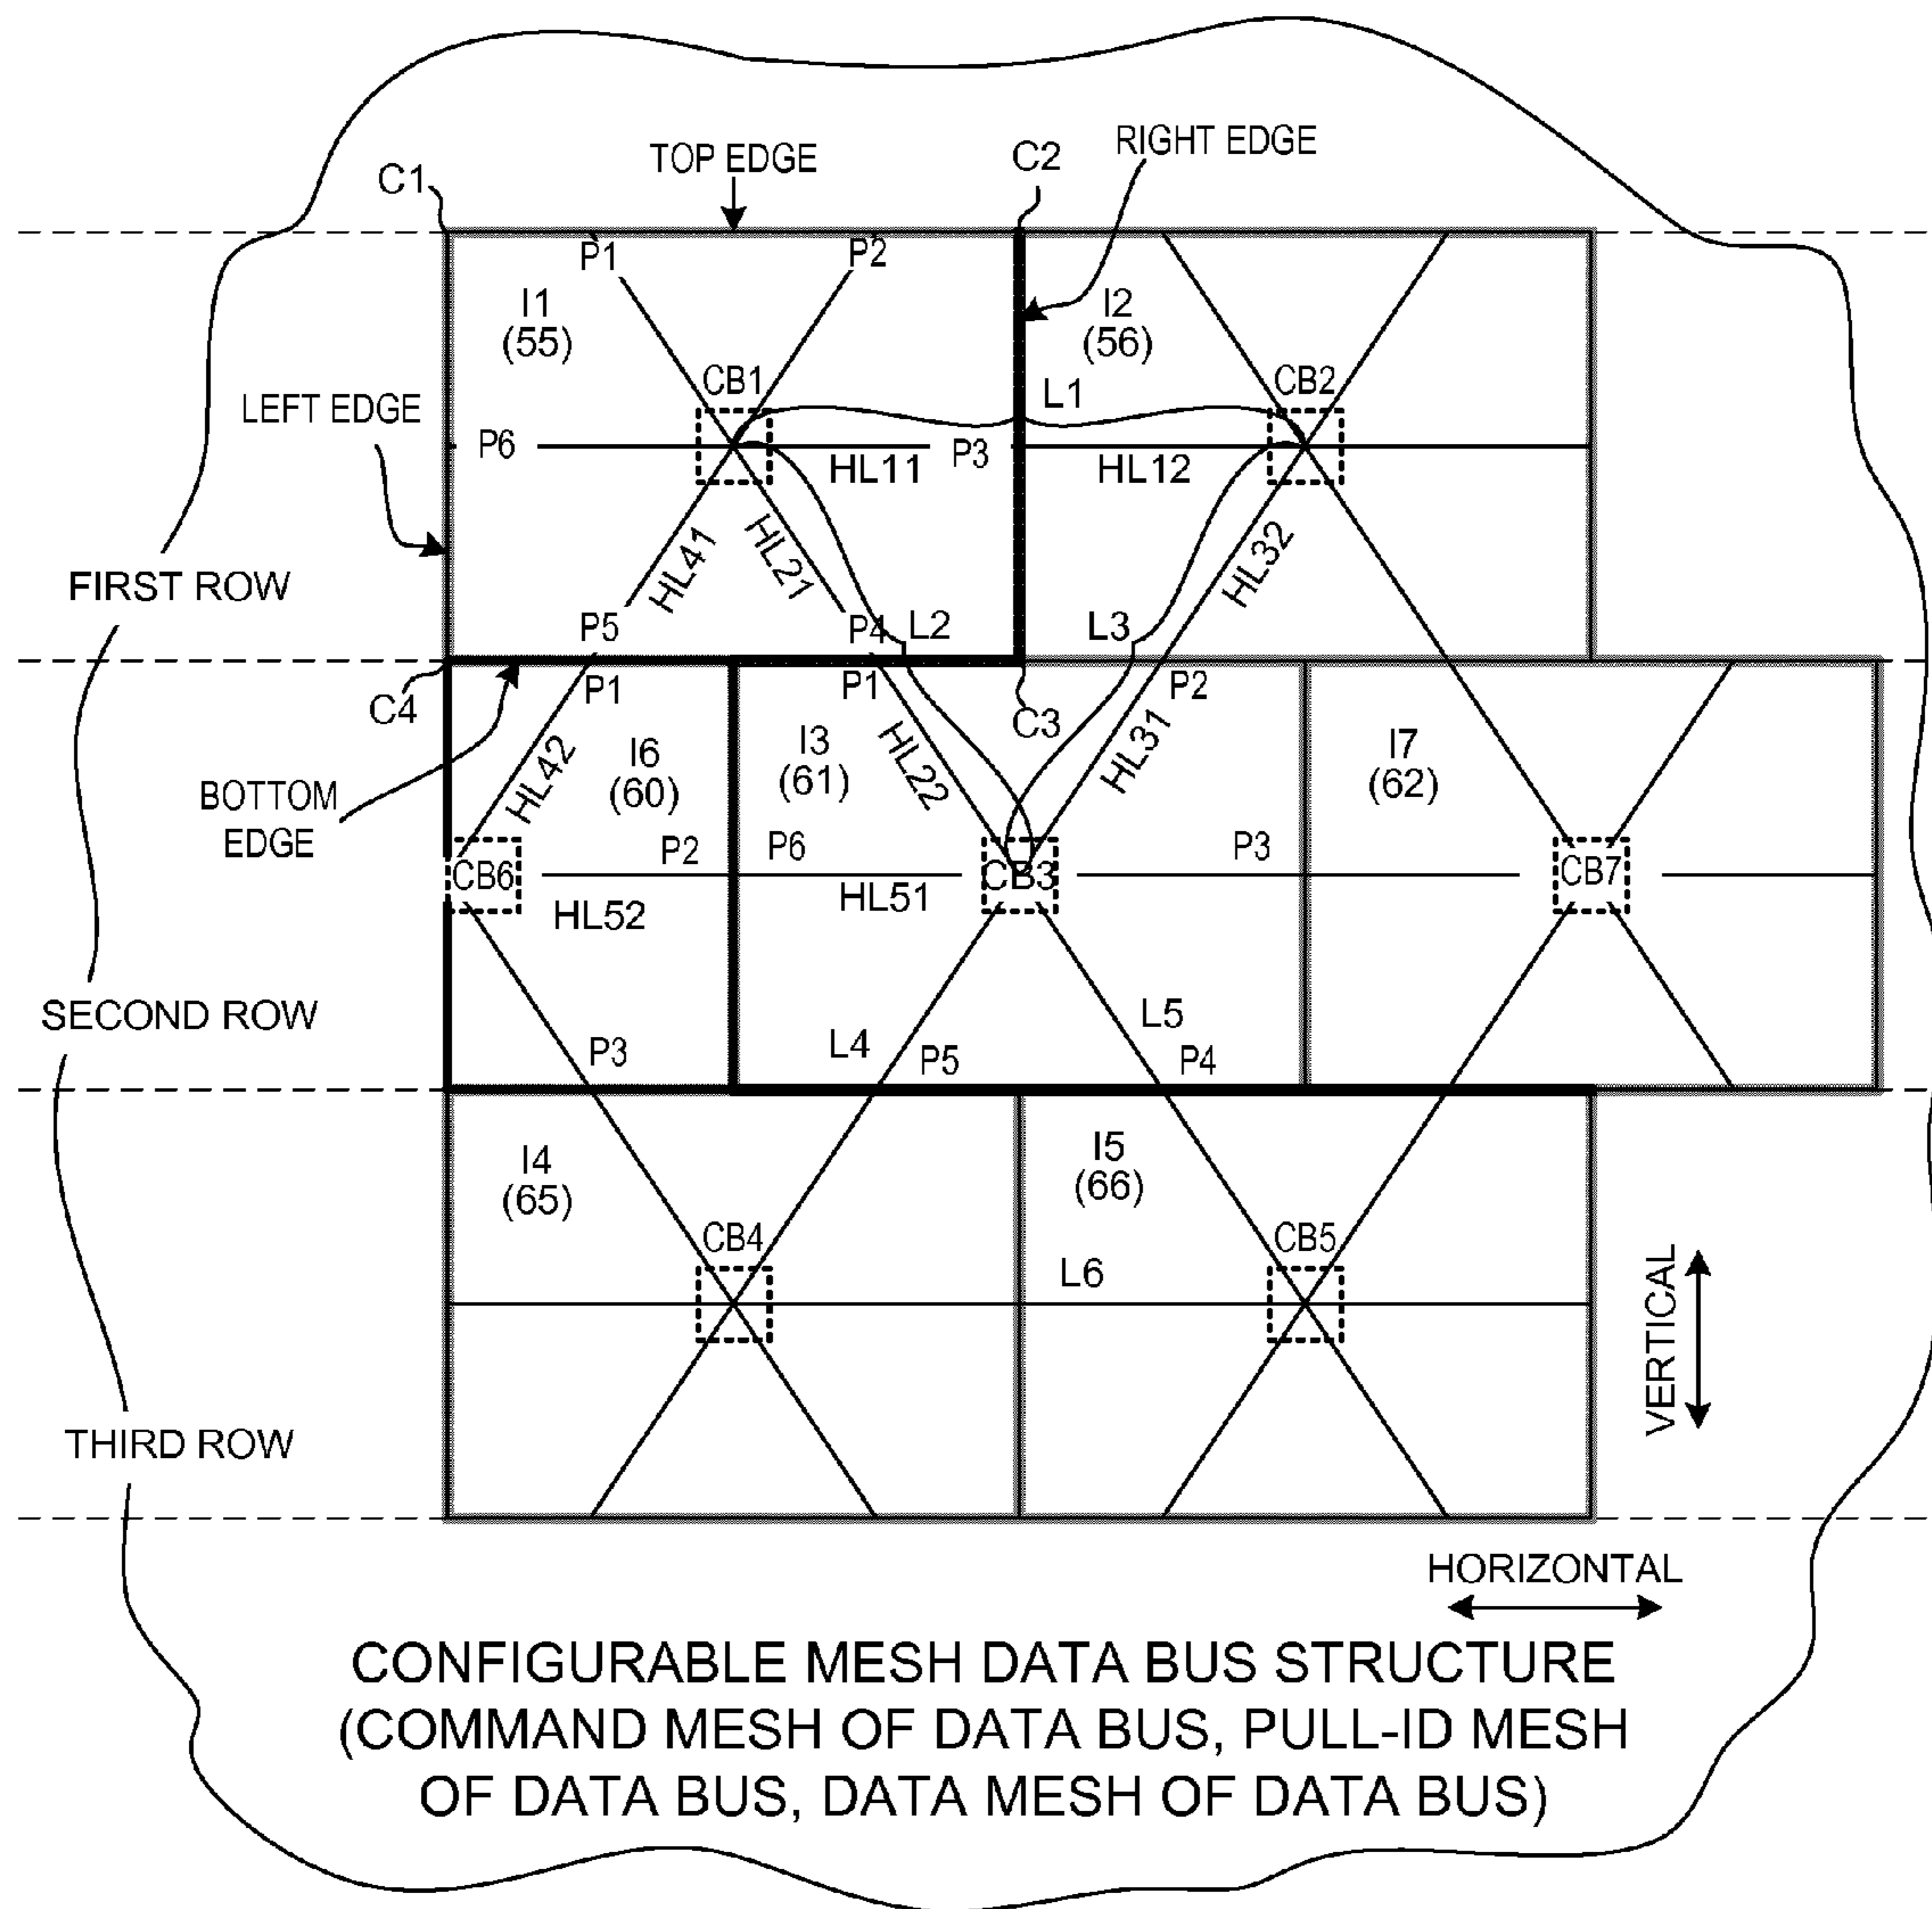 C1
TOP EDGE
C2
RIGHT EDGE
P1
P2
I1
(55)
I2
(56)
CB1
CB2
LEFT EDGE
L1
P6
HL11
P3
HL12
HL41
HL21
HL32
FIRST ROW
P5
P4
L2
L3
C4
P1
P1
P2
C3
I6
(60)
I3
(61)
I7
(62)
HL42
HL22
HL31
BOTTOM
EDGE
P2
P6
P3
CB6
CB3
CB7
HL52
HL51
SECOND ROW
P3
L4
P5
L5
P4
I4
(65)
I5
(66)
CB4
CB5
L6
VERTICAL
THIRD ROW
HORIZONTAL
CONFIGURABLE MESH DATA BUS STRUCTURE
(COMMAND MESH OF DATA BUS, PULL-ID MESH
OF DATA BUS, DATA MESH OF DATA BUS)